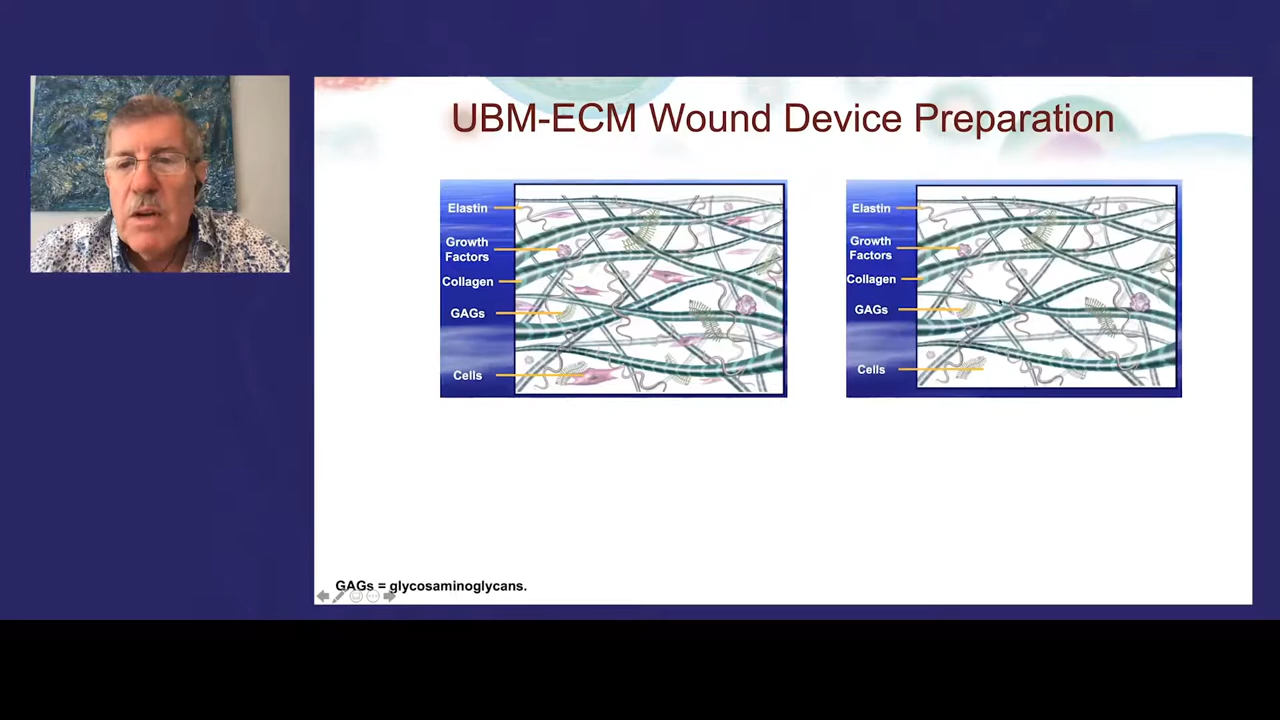 UBM-ECM Wound Device Preparation
Elastin
Growth
Factors
Collagen
GAGs
Cells
Elastin
Growth
Factors
Collagen
GAGs
Cells
GAGs = glycosaminoglycans.